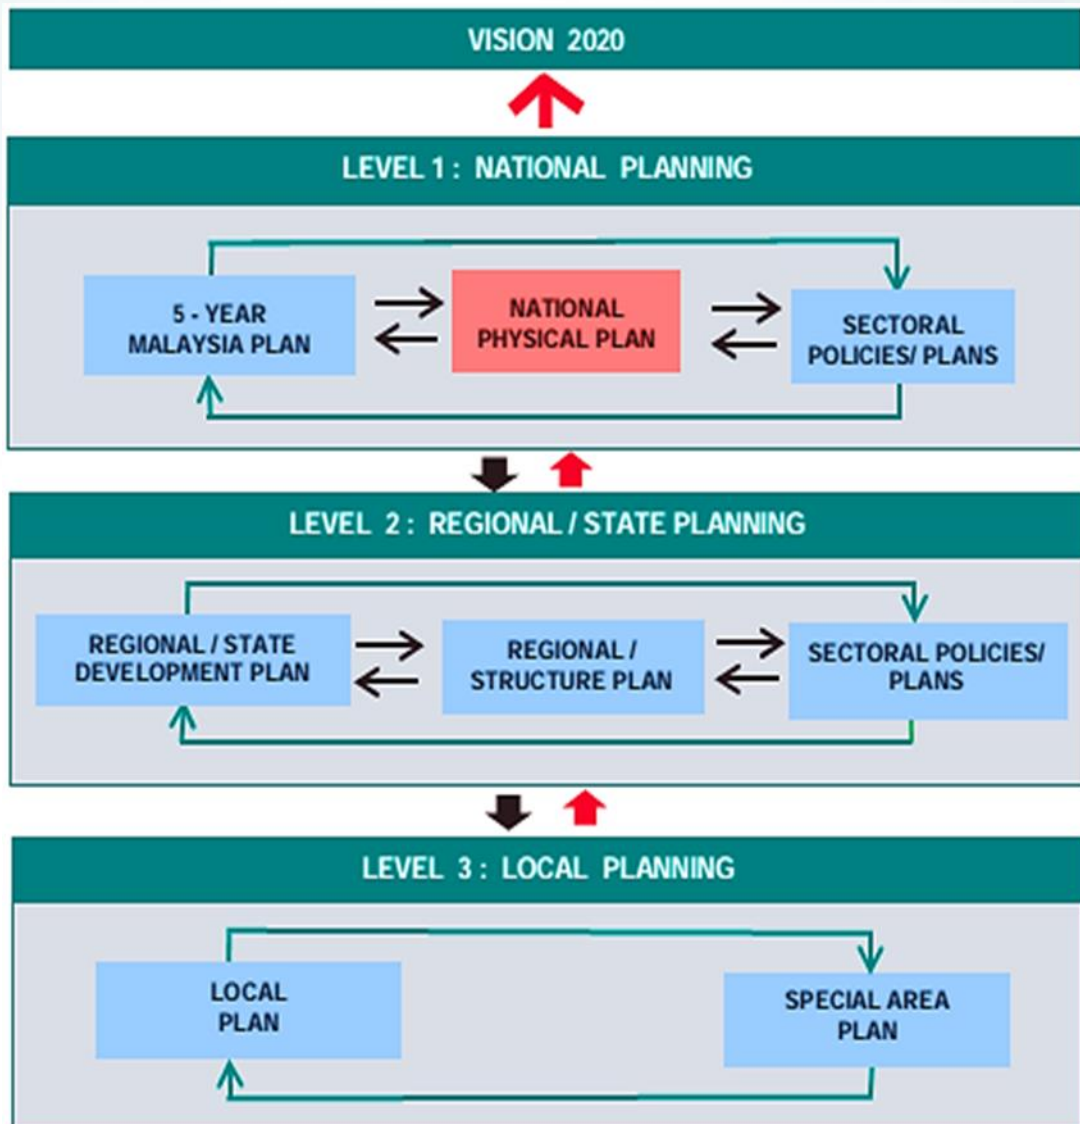 VISION 2020
LEVEL 1 : NATIONAL PLANNING
5 - YEAR
MALAYSIA PLAN
NATIONAL
PHYSICAL PLAN
SECTORAL
POLICIES/ PLANS
LEVEL 2 : REGIONAL / STATE PLANNING
REGIONAL / STATE
DEVELOPMENT PLAN
REGIONAL /
STRUCTURE PLAN
SECTORAL POLICIES/
PLANS
LEVEL 3 : LOCAL PLANNING
LOCAL
PLAN
SPECIAL AREA
PLAN